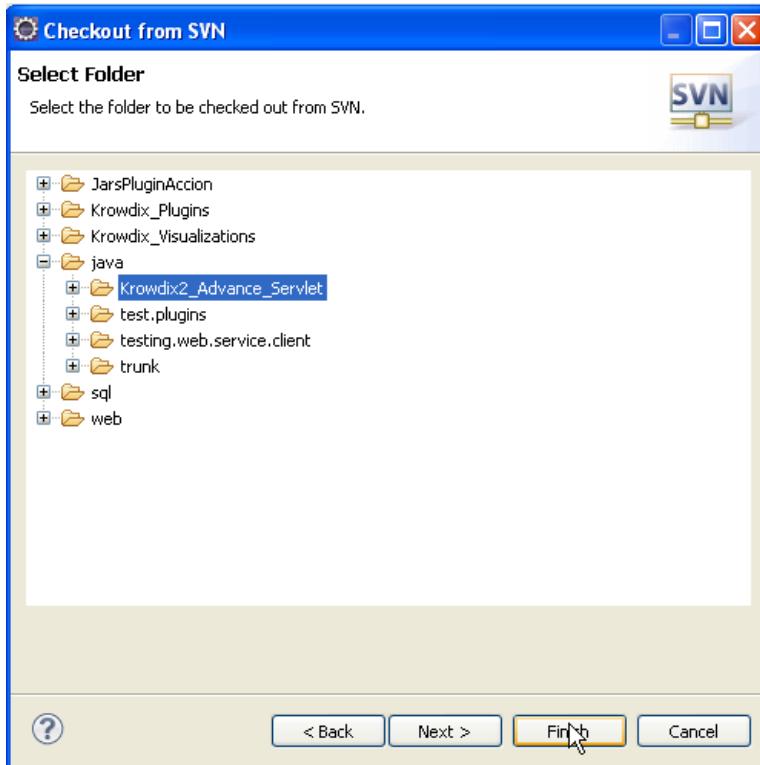 Checkout from SVN
Select Folder
Select the folder to be checked out from SVN.
SVN
JarsPluginAccion
Krowdix_Plugins
Krowdix_Visualizations
java
Krowdix2_Advance_Servlet
test.plugins
testing.web.service.client
trunk
sql
web
? < Back Next > Finish Cancel